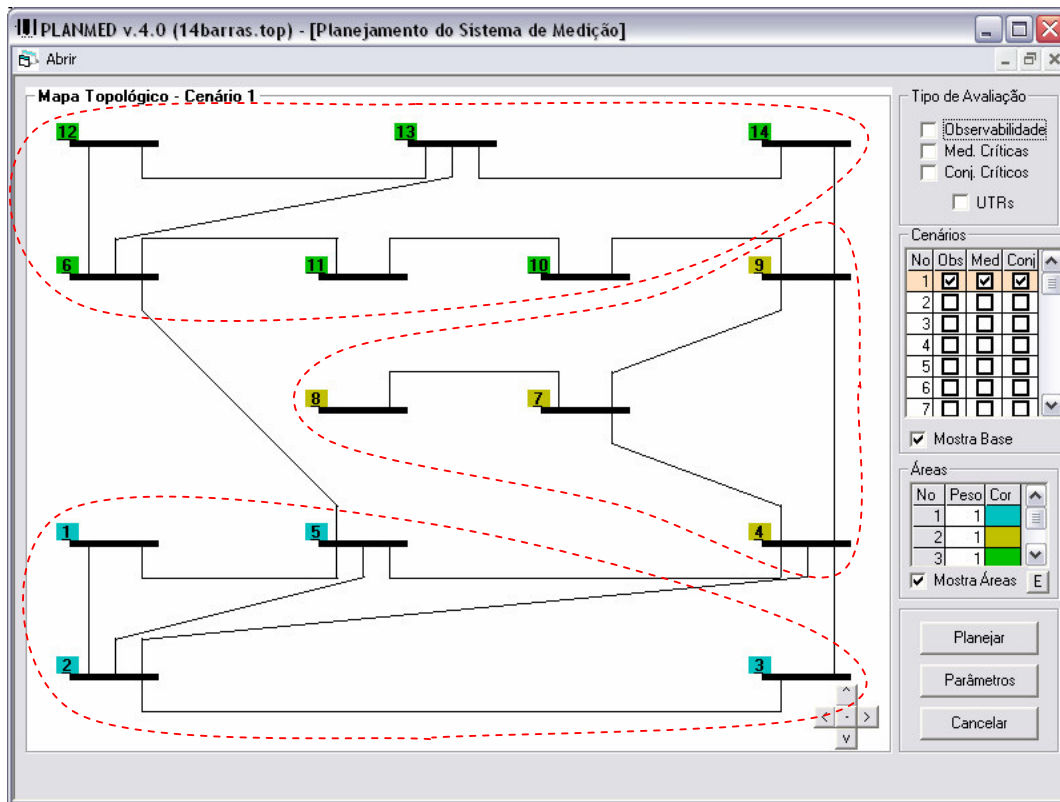 PLANMED v.4.0 (14barras.top) - [Planejamento do Sistema de Medição]
Abrir
Mapa Topológico - Cenário 1
12 13 14
6 11 10 9
8 7
1 5 4
2 3
^
< - >
v
Tipo de Avaliação
Observabilidade
Med. Críticas
Conj. Críticos
UTRs
Cenários
No Obs Med Conj
1
2
3
4
5
6
7
Mostra Base
Áreas
No Peso Cor
1 1
2 1
3 1
Mostra Áreas E
Planejar
Parâmetros
Cancelar